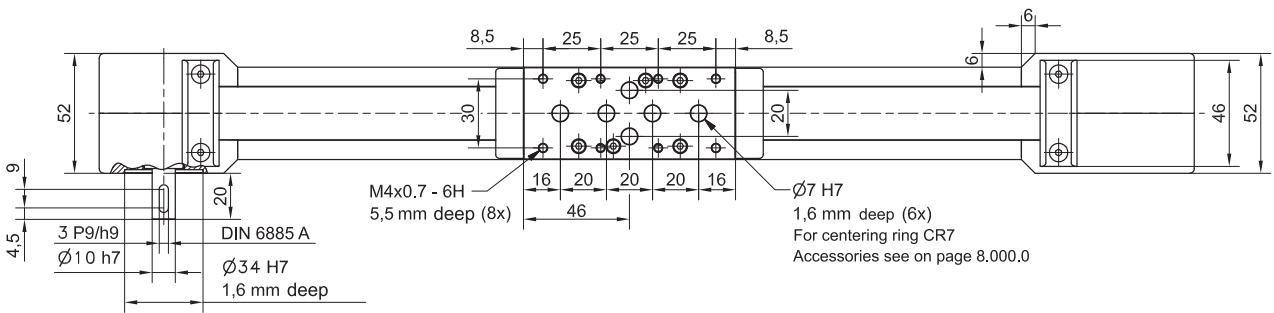 8,5 25 25 25 8,5
6
6
52
30
20
46
52
16 20 20 20 16
46
M4x0.7 - 6H
5,5 mm deep (8x)
Ø7 H7
1,6 mm deep (6x)
For centering ring CR7
Accessories see on page 8.000.0
9
4,5
20
3 P9/h9 DIN 6885 A
Ø10 h7
Ø34 H7
1,6 mm deep